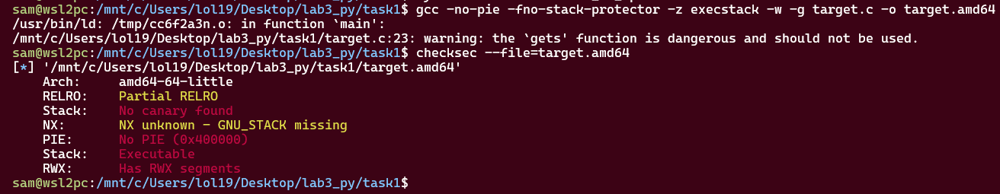 sam@wsl2pc:/mnt/c/Users/lol19/Desktop/lab3_py/task1$ gcc -no-pie -fno-stack-protector -z execstack -w -g target.c -o target.amd64
/usr/bin/ld: /tmp/cc6f2a3n.o: in function `main':
/mnt/c/Users/lol19/Desktop/lab3_py/task1/target.c:23: warning: the `gets' function is dangerous and should not be used.
sam@wsl2pc:/mnt/c/Users/lol19/Desktop/lab3_py/task1$ checksec --file=target.amd64
[*] '/mnt/c/Users/lol19/Desktop/lab3_py/task1/target.amd64'
    Arch:     amd64-64-little
    RELRO:    Partial RELRO
    Stack:    No canary found
    NX:       NX unknown - GNU_STACK missing
    PIE:      No PIE (0x400000)
    Stack:    Executable
    RWX:      Has RWX segments
sam@wsl2pc:/mnt/c/Users/lol19/Desktop/lab3_py/task1$